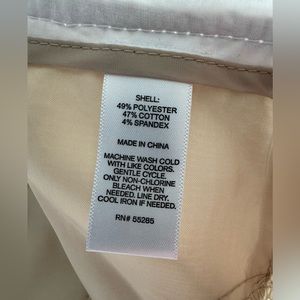 SHELL:
49% POLYESTER
47% COTTON
4% SPANDEX
MADE IN CHINA
MACHINE WASH COLD
WITH LIKE COLORS.
GENTLE CYCLE.
ONLY NON-CHLORINE
BLEACH WHEN
NEEDED. LINE DRY.
COOL IRON IF NEEDED.
RN# 55285